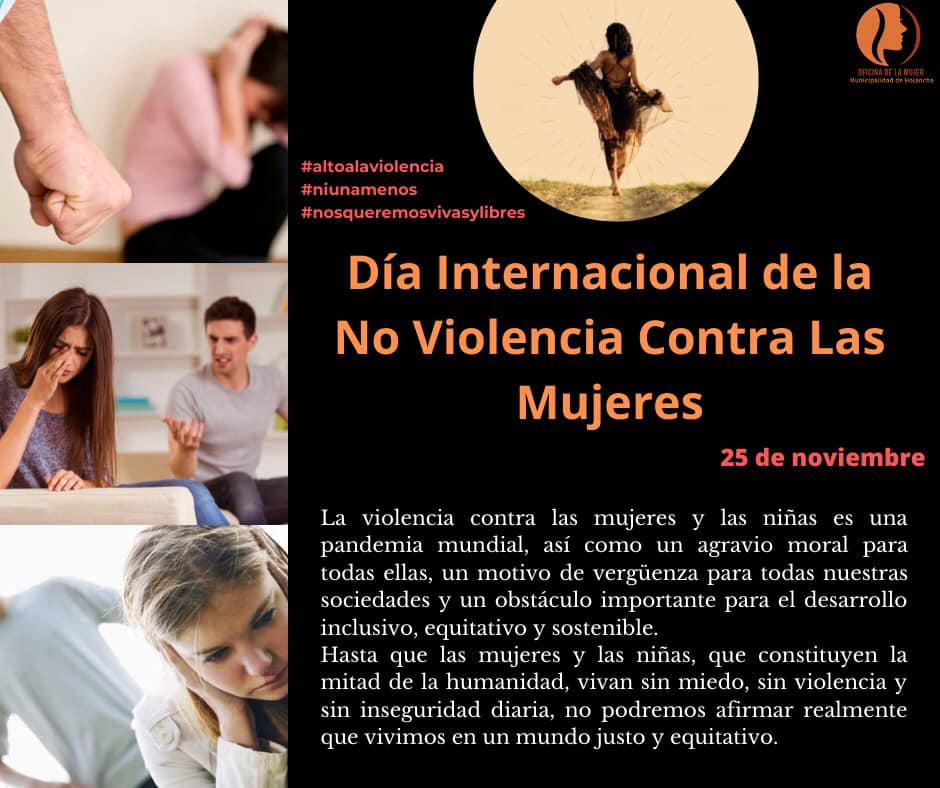 OFICINA DE LA MUJER
Municipalidad de Hojancha
#altoalaviolencia
#niunamenos
#nosqueremosvivasylibres
Día Internacional de la
No Violencia Contra Las
Mujeres
25 de noviembre
La violencia contra las mujeres y las niñas es una
pandemia mundial, así como un agravio moral para
todas ellas, un motivo de vergüenza para todas nuestras
sociedades y un obstáculo importante para el desarrollo
inclusivo, equitativo y sostenible.
Hasta que las mujeres y las niñas, que constituyen la
mitad de la humanidad, vivan sin miedo, sin violencia y
sin inseguridad diaria, no podremos afirmar realmente
que vivimos en un mundo justo y equitativo.